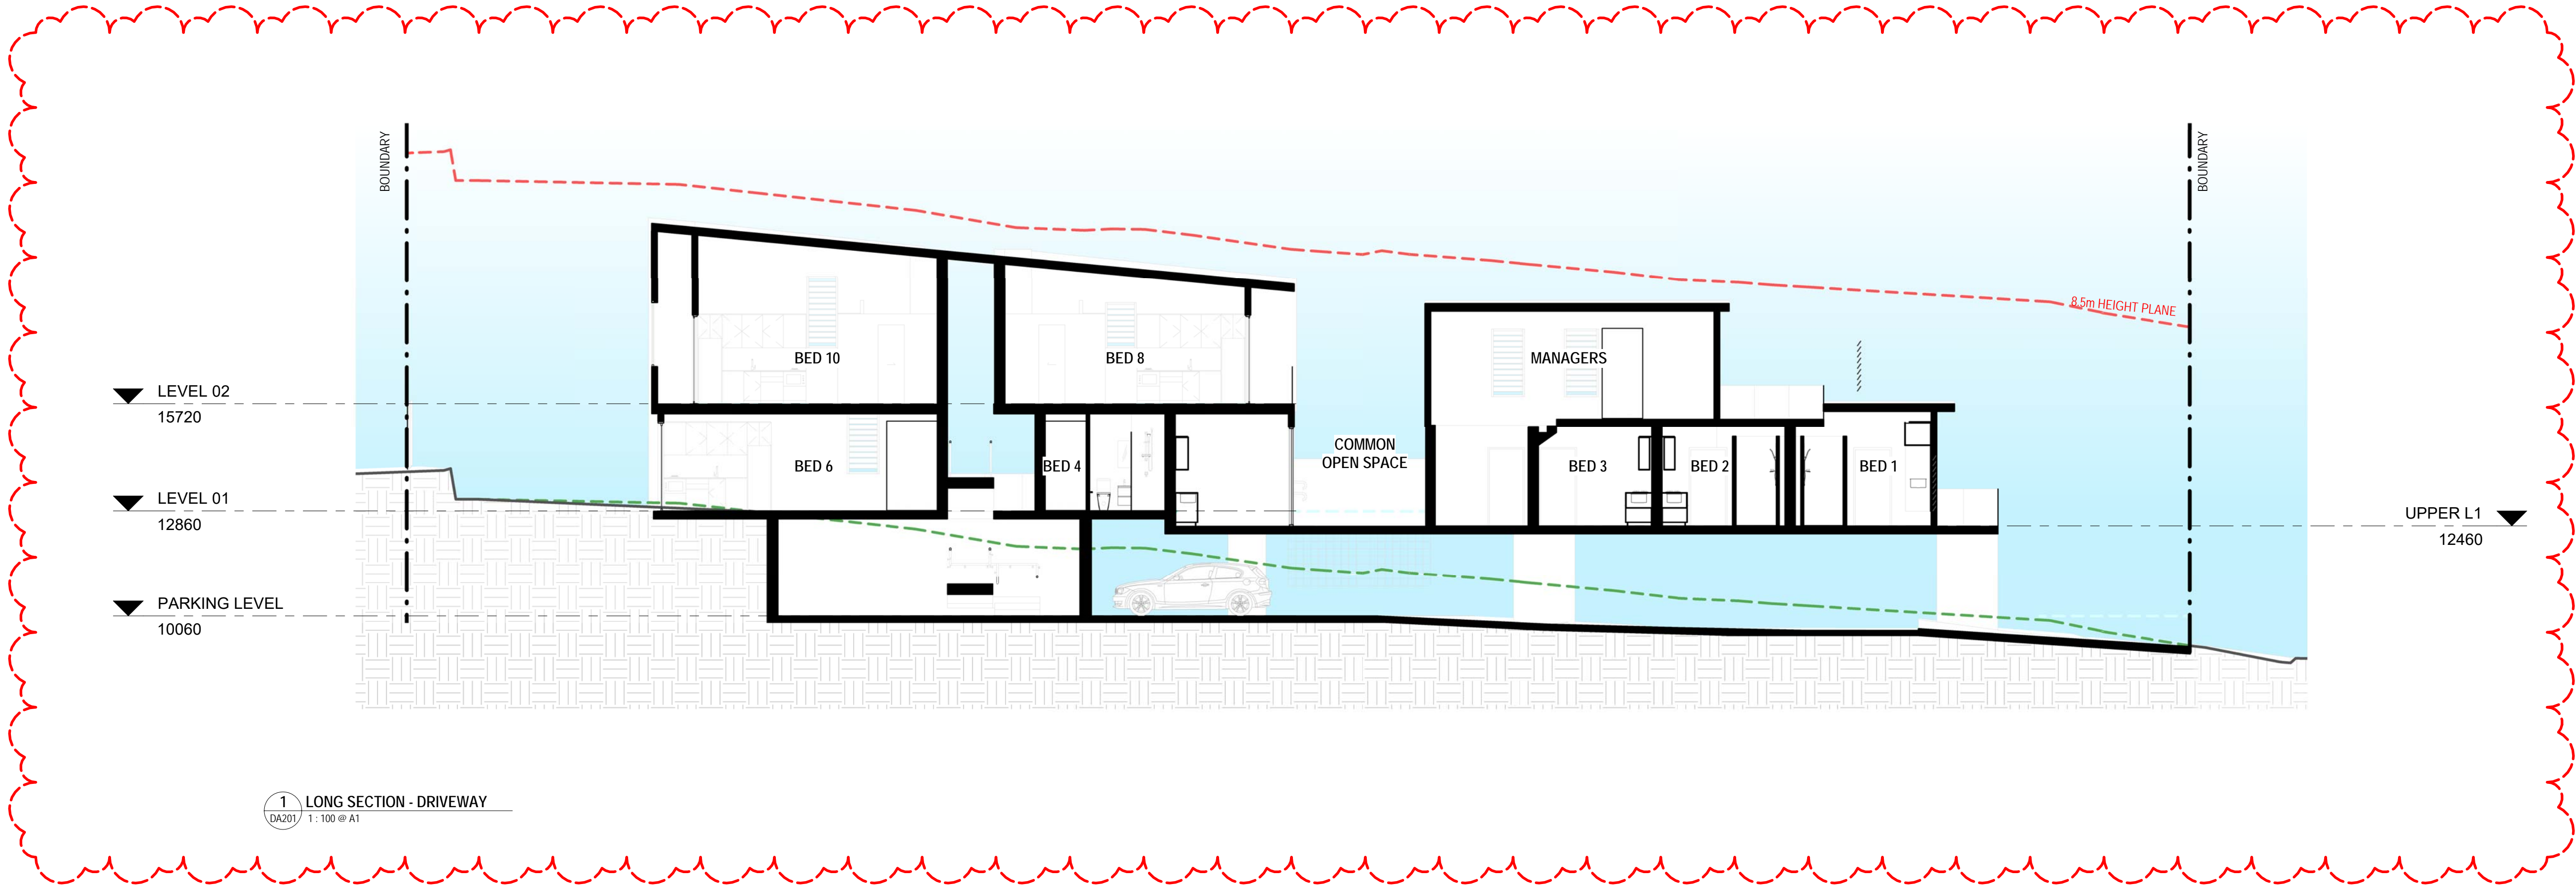 BOUNDARY
BOUNDARY
8.5m HEIGHT PLANE
BED 10
BED 8
MANAGERS
LEVEL 02
15720
COMMON
OPEN SPACE
BED 6
BED 4
BED 3
BED 2
BED 1
LEVEL 01
12860
UPPER L1
12460
PARKING LEVEL
10060
1
LONG SECTION - DRIVEWAY
DA201
1 : 100 @ A1